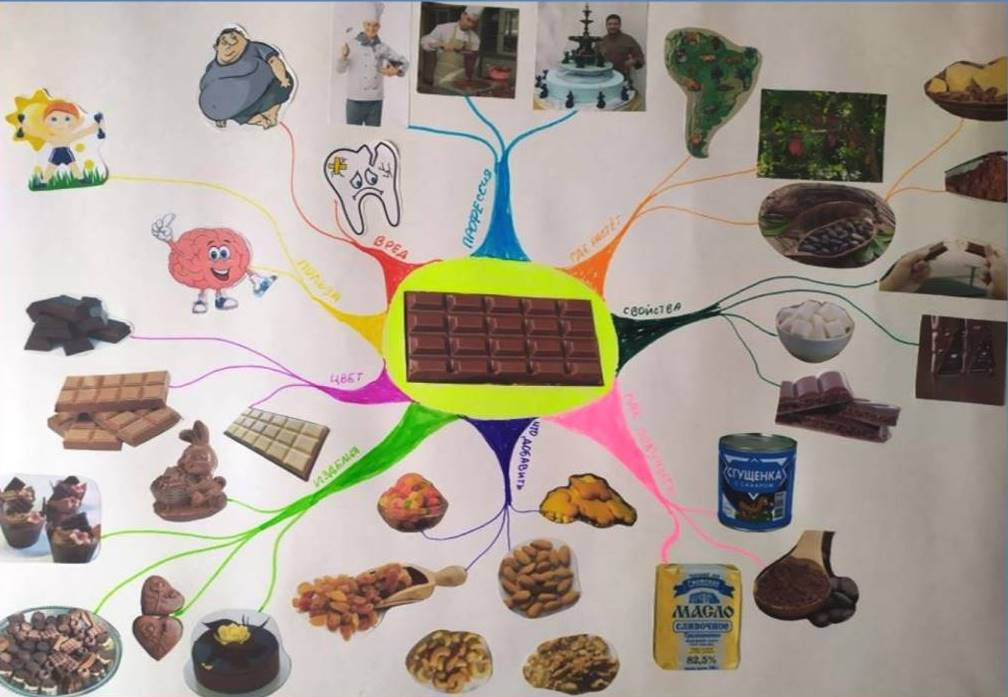 ПРОФЕССИЯ
ГДЕ РАСТЁТ
ВРЕД
ПОЛЬЗА
СВОЙСТВА
ЦВЕТ
ИЗДЕЛИЯ
ЧТО ДОБАВИТЬ
СГУЩЕНКА
С САХАРОМ
МАСЛО
СЛИВОЧНОЕ
82,5%